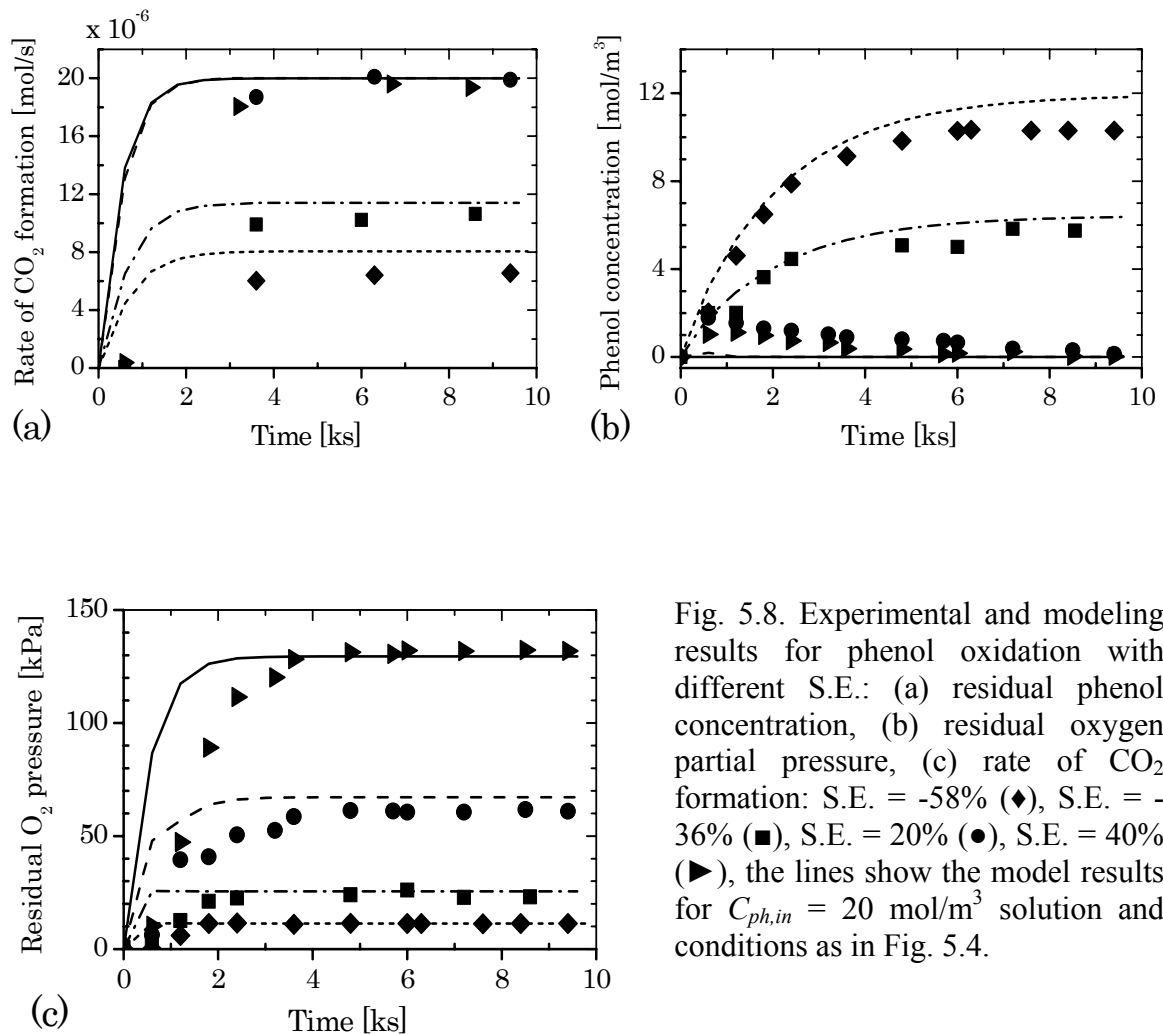 x 10-6
20
16
12
8
4
0
0 2 4 6 8 10
Rate of CO2 formation [mol/s]
Time [ks]
(a)
12
8
4
0
0 2 4 6 8 10
Phenol concentration [mol/m3]
Time [ks]
(b)
150
100
50
0
0 2 4 6 8 10
Residual O2 pressure [kPa]
Time [ks]
(c)
Fig. 5.8. Experimental and modeling
results for phenol oxidation with
different S.E.: (a) residual phenol
concentration, (b) residual oxygen
partial pressure, (c) rate of CO2
formation: S.E. = -58% (♦), S.E. = -
36% (■), S.E. = 20% (●), S.E. = 40%
(►), the lines show the model results
for Cph,in = 20 mol/m3 solution and
conditions as in Fig. 5.4.